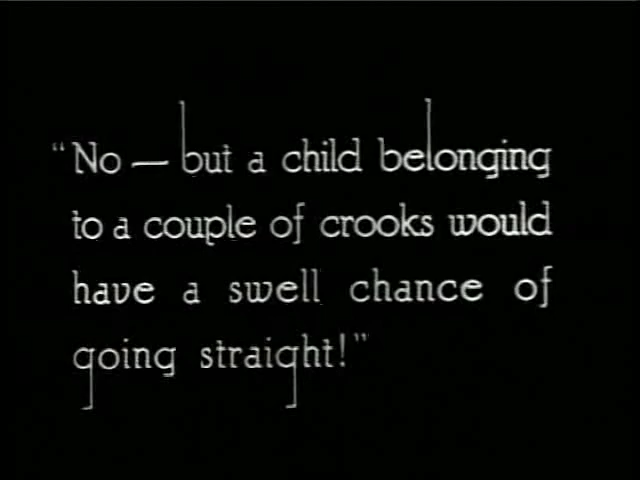 “No — but a child belonging
to a couple of crooks would
have a swell chance of
going straight!”